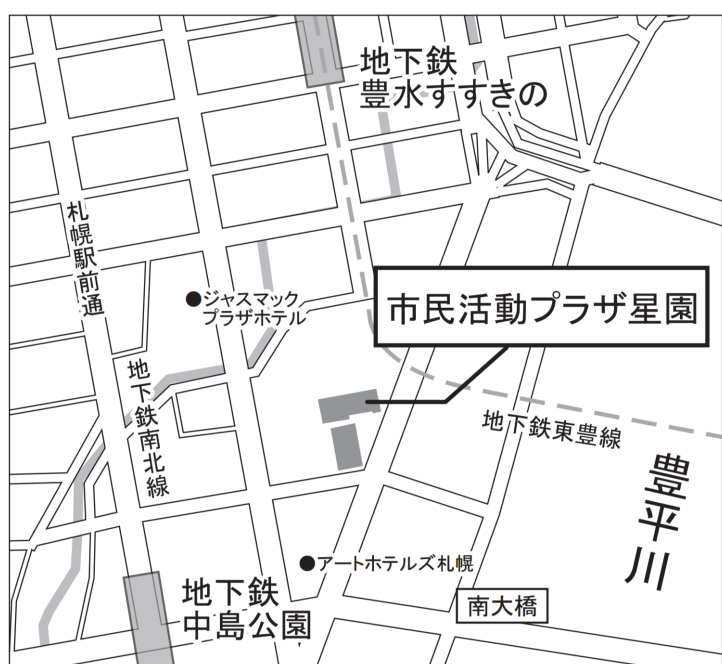 地下鉄
豊水すすきの
札幌駅前通
●ジャスマック
プラザホテル
市民活動プラザ星園
地下鉄南北線
地下鉄東豊線
豊平川
●アートホテルズ札幌
地下鉄
中島公園
南大橋